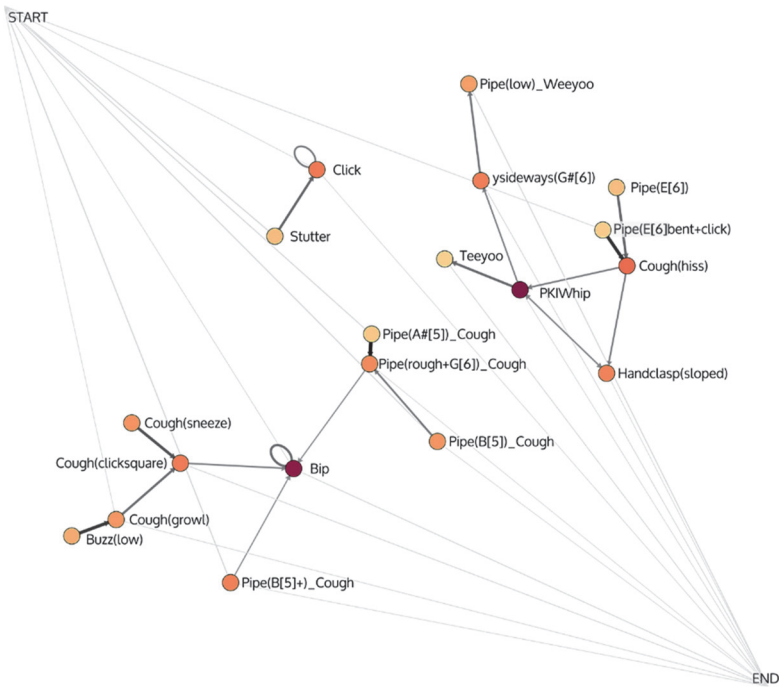 START
Pipe(low)_Weeyoo
Click
ysideways(G#[6])
Pipe(E[6])
Stutter
Pipe(E[6]bent+click)
Teeyoo
Cough(hiss)
PKIWhip
Pipe(A#[5])_Cough
Pipe(rough+G[6])_Cough
Handclasp(sloped)
Cough(sneeze)
Pipe(B[5])_Cough
Cough(clicksquare)
Bip
Cough(growl)
Buzz(low)
Pipe(B[5]+)_Cough
END